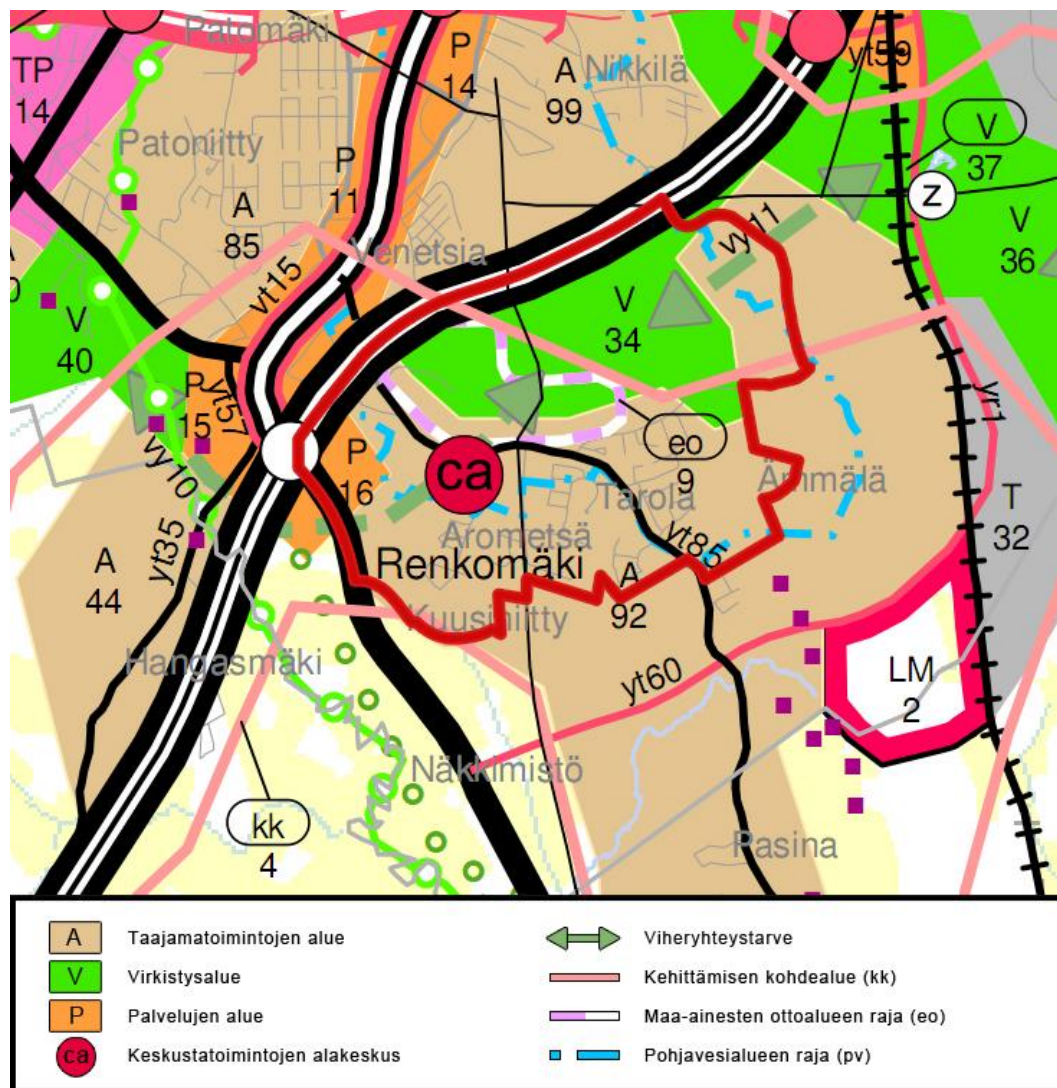 Patomäki
P
14
A
99
Nikkilä
yt59
TP
14
V
37
Patoniitty
P
11
z
A
85
vy11
V
36
Venetsia
vt15
V
34
V
40
P
15
yt57
yr1
eo
9
P
16
ca
vy10
Ämmälä
Tarola
T
32
Arometsä
yt35
yt85
A
44
Renkomäki
A
92
Kuusiniitty
Hangasmäki
yt60
LM
2
Näkkimistö
kk
4
Pasina
A Taajamatoimintojen alue
V Virkistysalue
P Palvelujen alue
ca Keskustatoimintojen alakeskus
Viheryhteystarve
Kehittämisen kohdealue (kk)
Maa-ainesten ottoalueen raja (eo)
Pohjavesialueen raja (pv)